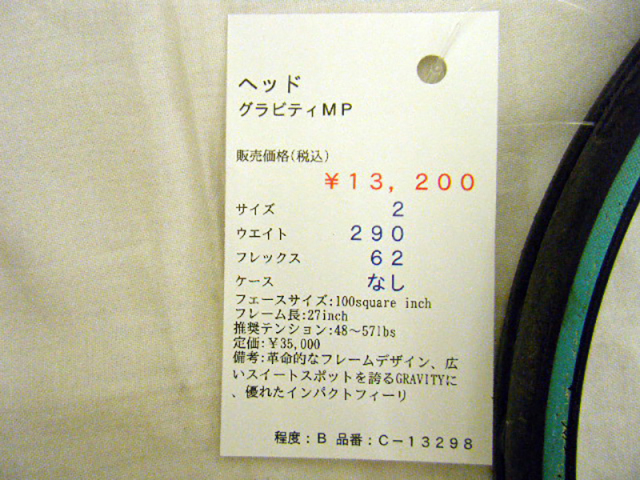 ヘッド
グラビティMP
販売価格(税込)
￥13,200
サイズ 2
ウエイト 290
フレックス 62
ケース なし
フェースサイズ:100square inch
フレーム長:27inch
推奨テンション:48～57lbs
定価:￥35,000
備考:革命的なフレームデザイン、広
いスイートスポットを誇るGRAVITYに
、優れたインパクトフィーリ
程度:B 品番:C-13298